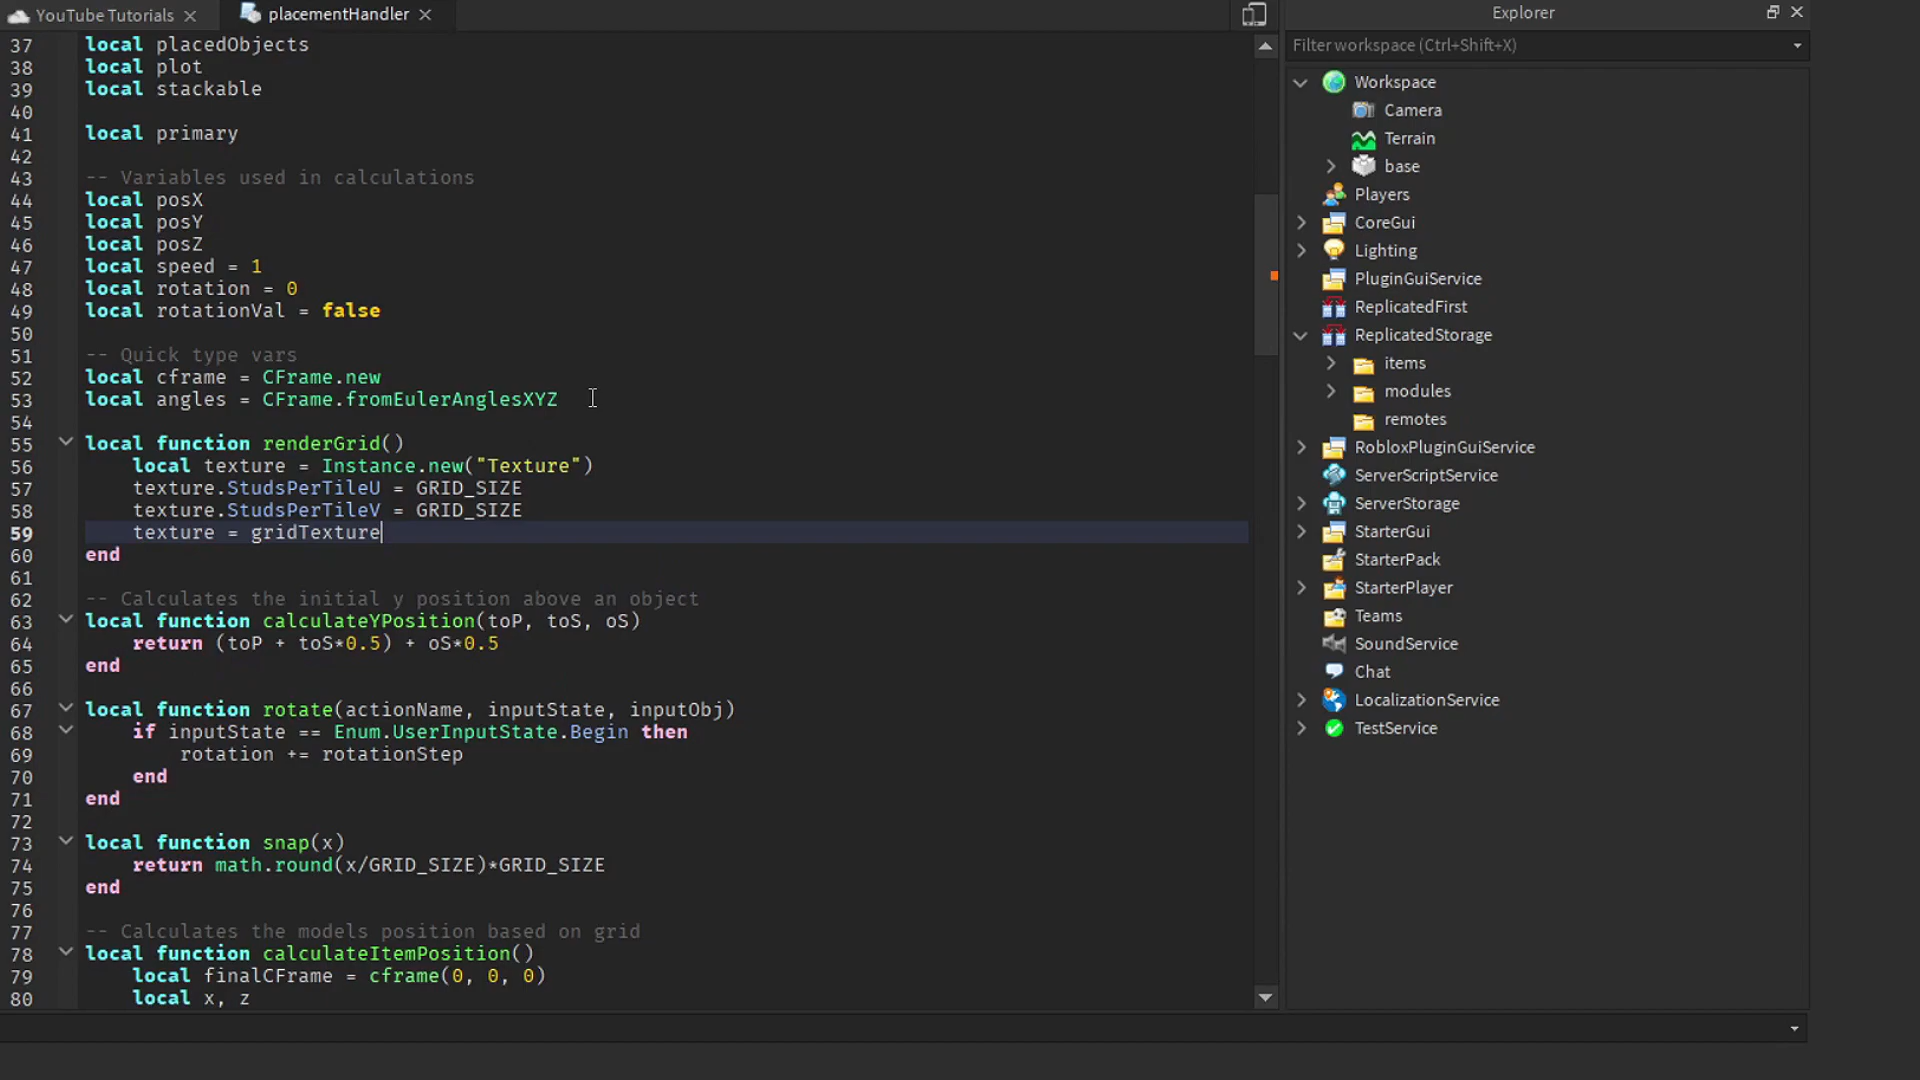 YouTube Tutorials
placementHandler
Explorer
Filter workspace (Ctrl+Shift+X)
37 local placedObjects
38 local plot
39 local stackable
40
41 local primary
42
43 -- Variables used in calculations
44 local posX
45 local posY
46 local posZ
47 local speed = 1
48 local rotation = 0
49 local rotationVal = false
50
51 -- Quick type vars
52 local cframe = CFrame.new
53 local angles = CFrame.fromEulerAnglesXYZ
54
55 local function renderGrid()
56 local texture = Instance.new("Texture")
57 texture.StudsPerTileU = GRID_SIZE
58 texture.StudsPerTileV = GRID_SIZE
59 texture = gridTexture
60 end
61
62 -- Calculates the initial y position above an object
63 local function calculateYPosition(toP, toS, oS)
64 return (toP + toS*0.5) + oS*0.5
65 end
66
67 local function rotate(actionName, inputState, inputObj)
68 if inputState == Enum.UserInputState.Begin then
69 rotation += rotationStep
70 end
71 end
72
73 local function snap(x)
74 return math.round(x/GRID_SIZE)*GRID_SIZE
75 end
76
77 -- Calculates the models position based on grid
78 local function calculateItemPosition()
79 local finalCFrame = cframe(0, 0, 0)
80 local x, z
Workspace
Camera
Terrain
base
Players
CoreGui
Lighting
PluginGuiService
ReplicatedFirst
ReplicatedStorage
items
modules
remotes
RobloxPluginGuiService
ServerScriptService
ServerStorage
StarterGui
StarterPack
StarterPlayer
Teams
SoundService
Chat
LocalizationService
TestService